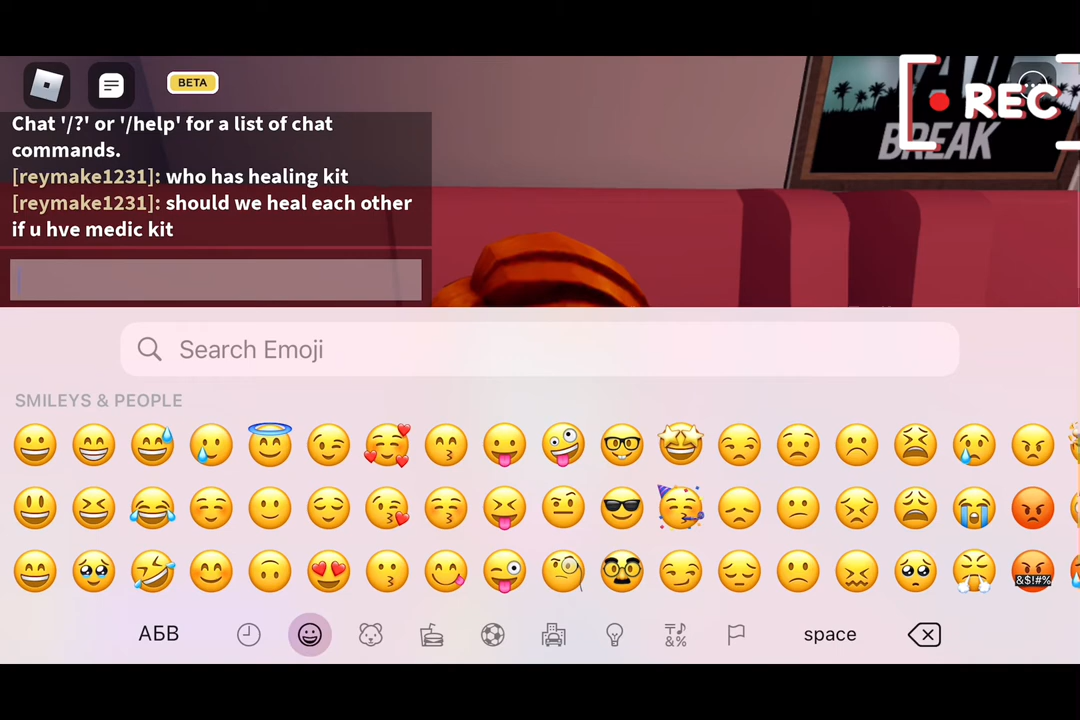 BETA
REC
BREAK
Chat '/?' or '/help' for a list of chat
commands.
[reymake1231]: who has healing kit
[reymake1231]: should we heal each other
if u hve medic kit
Search Emoji
SMILEYS & PEOPLE
&$!#%
АБВ
space